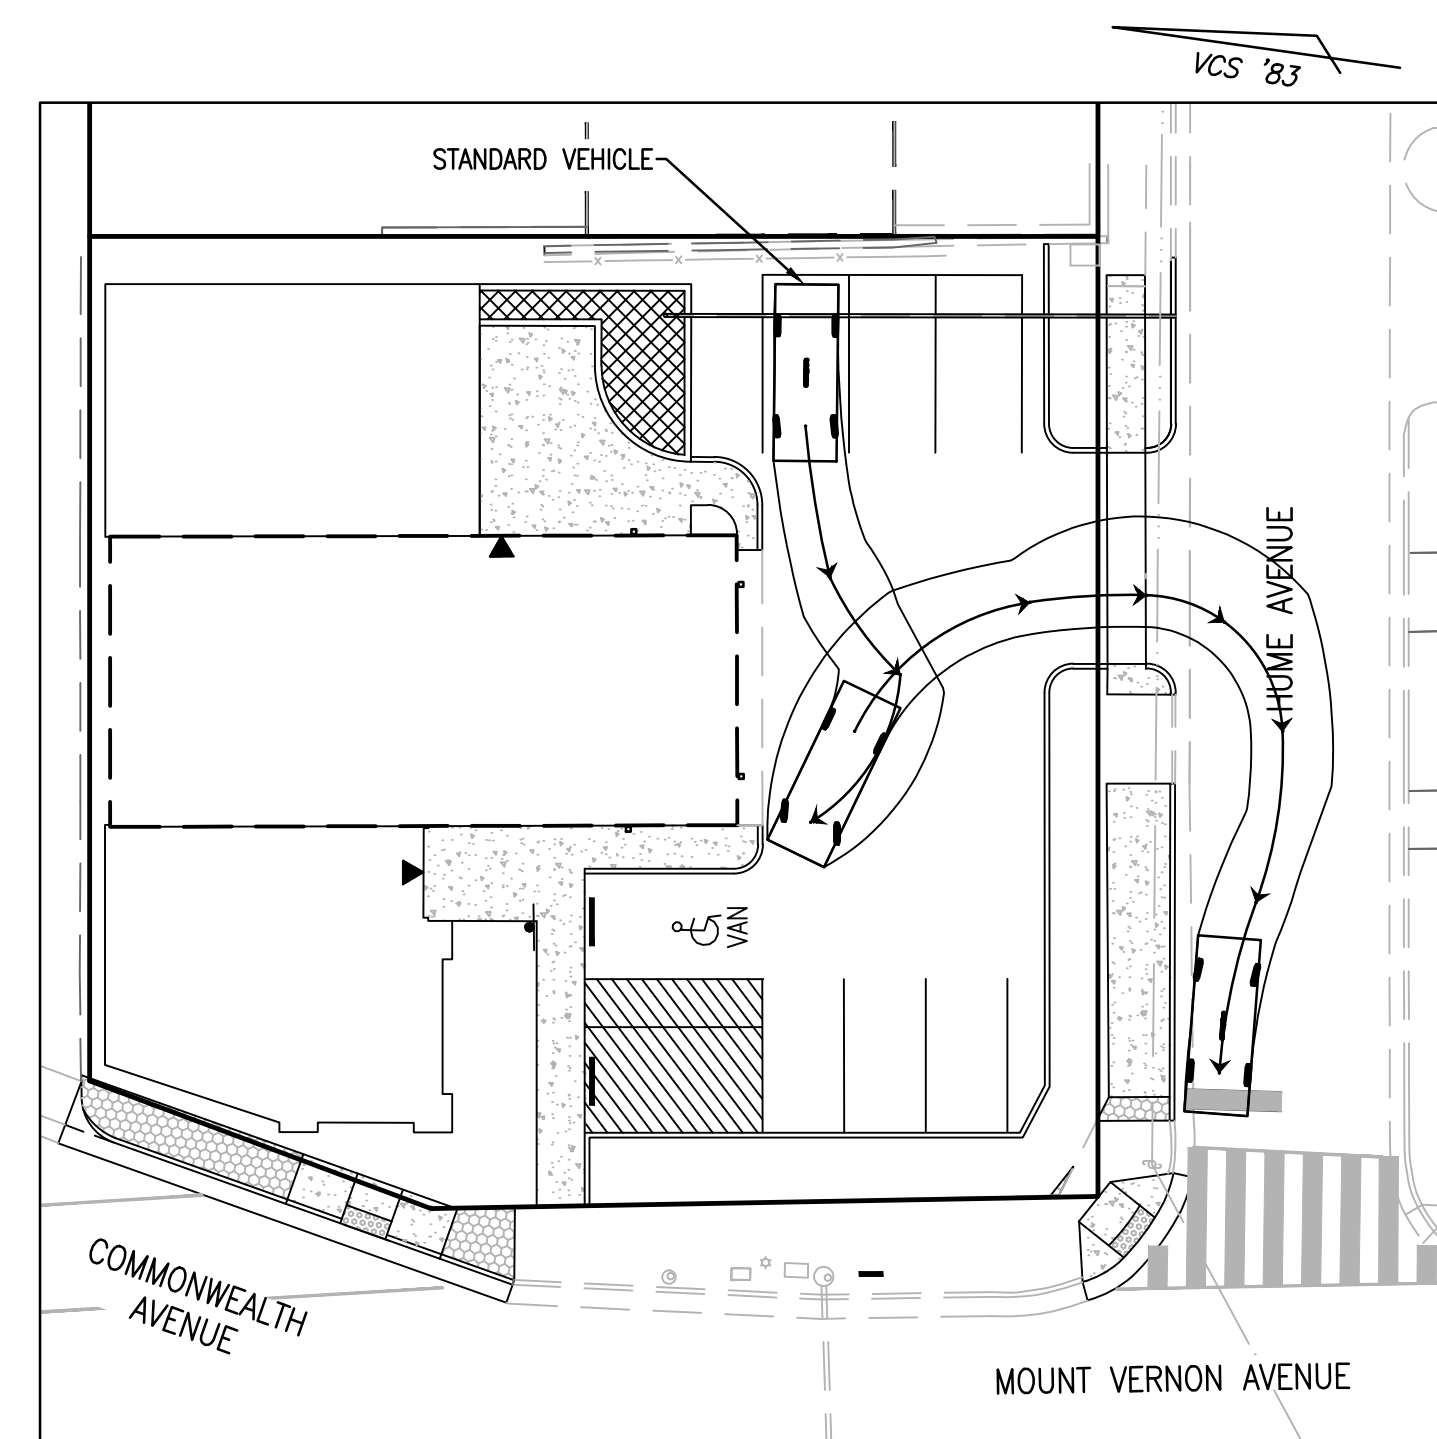 VCS '83
STANDARD VEHICLE
HUME AVENUE
VAN
COMMONWEALTH
AVENUE
MOUNT VERNON AVENUE